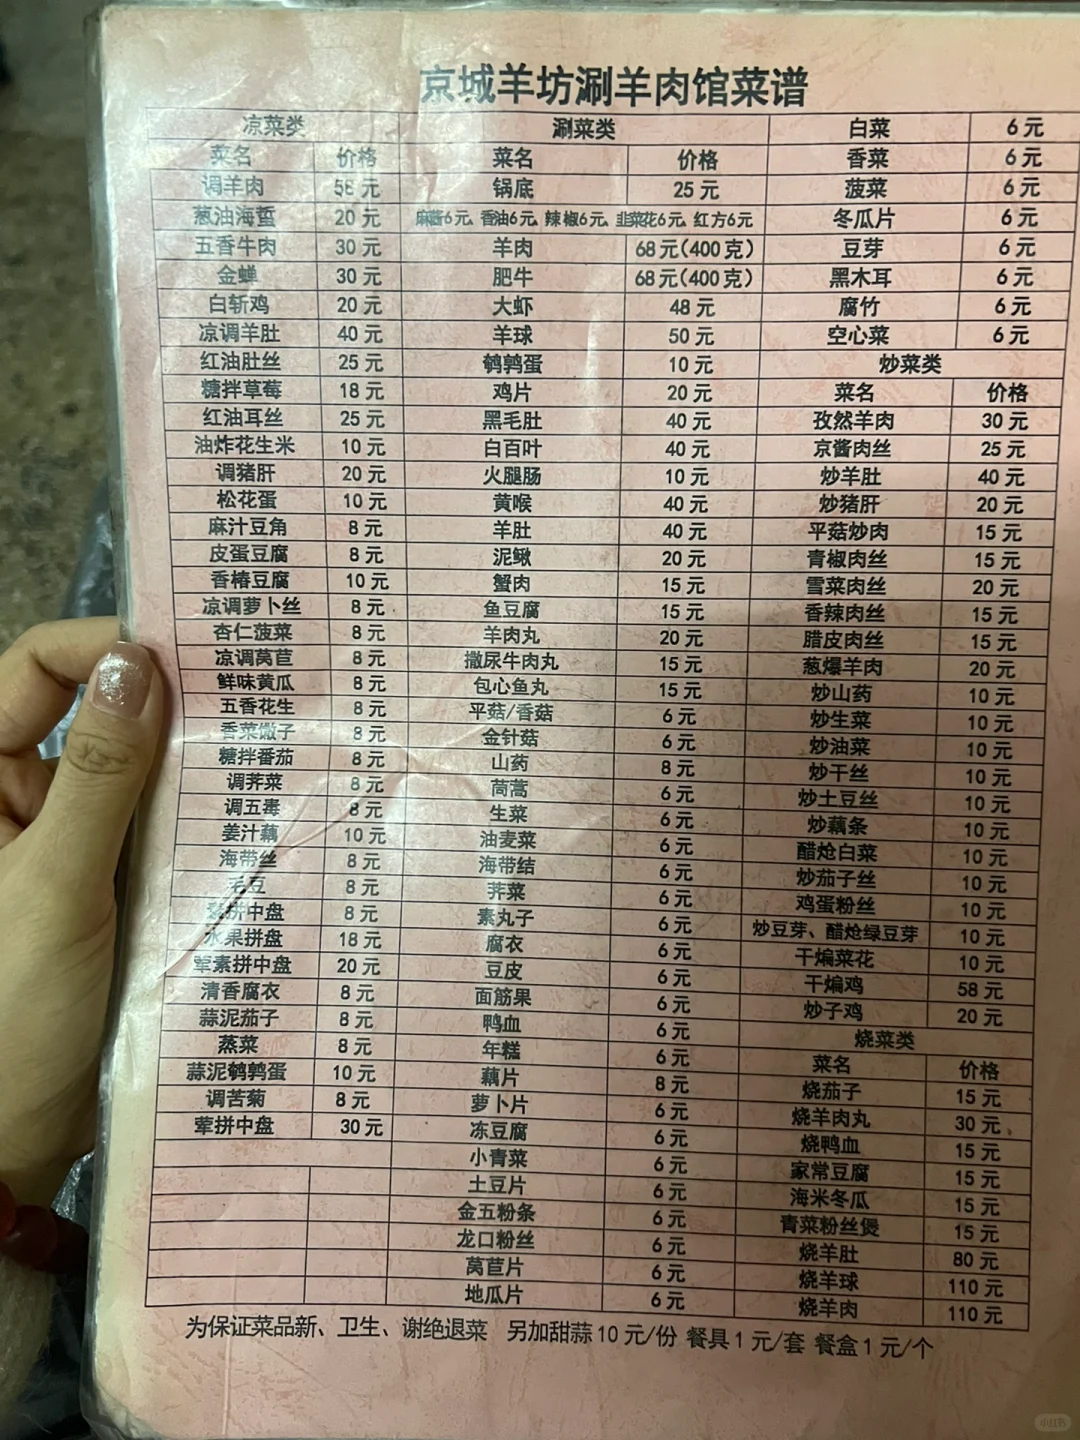 京城羊坊涮羊肉馆菜谱
凉菜类
菜名 价格
调羊肉 58元
葱油海蜇 20元
五香牛肉 30元
金蝉 30元
白斩鸡 20元
凉调羊肚 40元
红油肚丝 25元
糖拌草莓 18元
红油耳丝 25元
油炸花生米 10元
调猪肝 20元
松花蛋 10元
麻汁豆角 8元
皮蛋豆腐 8元
香椿豆腐 10元
凉调萝卜丝 8元
杏仁菠菜 8元
凉调莴苣 8元
鲜味黄瓜 8元
五香花生 8元
香菜馓子 8元
糖拌番茄 8元
调荠菜 8元
调五毒 8元
姜汁藕 10元
海带丝 8元
毛豆 8元
素拼中盘 8元
水果拼盘 18元
荤素拼中盘 20元
清香腐衣 8元
蒜泥茄子 8元
蒸菜 8元
蒜泥鹌鹑蛋 10元
调苦菊 8元
荤拼中盘 30元
涮菜类
菜名 价格
锅底 25元
麻酱6元、香油6元、辣椒6元、韭菜花6元、红方6元
羊肉 68元(400克)
肥牛 68元(400克)
大虾 48元
羊球 50元
鹌鹑蛋 10元
鸡片 20元
黑毛肚 40元
白百叶 40元
火腿肠 10元
黄喉 40元
羊肚 40元
泥鳅 20元
蟹肉 15元
鱼豆腐 15元
羊肉丸 20元
撒尿牛肉丸 15元
包心鱼丸 15元
平菇/香菇 6元
金针菇 6元
山药 8元
茼蒿 6元
生菜 6元
油麦菜 6元
海带结 6元
荠菜 6元
素丸子 6元
腐衣 6元
豆皮 6元
面筋果 6元
鸭血 6元
年糕 6元
藕片 8元
萝卜片 6元
冻豆腐 6元
小青菜 6元
土豆片 6元
金五粉条 6元
龙口粉丝 6元
莴苣片 6元
地瓜片 6元
白菜 6元
香菜 6元
菠菜 6元
冬瓜片 6元
豆芽 6元
黑木耳 6元
腐竹 6元
空心菜 6元
炒菜类
菜名 价格
孜然羊肉 30元
京酱肉丝 25元
炒羊肚 40元
炒猪肝 20元
平菇炒肉 15元
青椒肉丝 15元
雪菜肉丝 20元
香辣肉丝 15元
腊皮肉丝 15元
葱爆羊肉 20元
炒山药 10元
炒生菜 10元
炒油菜 10元
炒干丝 10元
炒土豆丝 10元
炒藕条 10元
醋炝白菜 10元
炒茄子丝 10元
鸡蛋粉丝 10元
炒豆芽、醋炝绿豆芽 10元
干煸菜花 10元
干煸鸡 58元
炒子鸡 20元
烧菜类
菜名 价格
烧茄子 15元
烧羊肉丸 30元
烧鸭血 15元
家常豆腐 15元
海米冬瓜 15元
青菜粉丝煲 15元
烧羊肚 80元
烧羊球 110元
烧羊肉 110元
为保证菜品新、卫生、谢绝退菜 另加甜蒜10元/份 餐具1元/套 餐盒1元/个
小红书